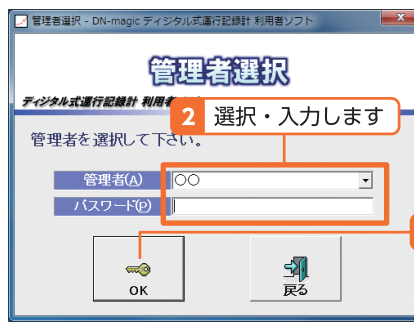 管理者選択 - DN-magic ディジタル式運行記録計 利用者ソフト
管理者選択
ディジタル式運行記録計 利用者
2 選択・入力します
管理者を選択して下さい。
管理者(A) 〇〇
パスワード(P)
OK
戻る